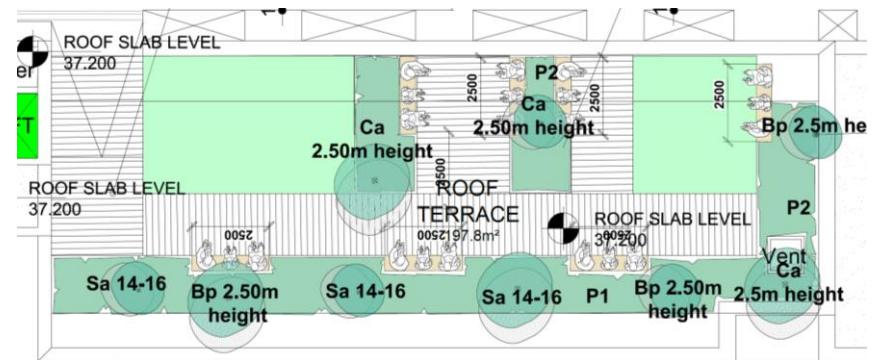 ROOF SLAB LEVEL
37.200
er
FT
2500
P2
2500
2500
Ca
2.50m height
Ca
2.50m height
Bp 2.5m he
2500
ROOF SLAB LEVEL
37.200
ROOF
TERRACE
197.8m²
P2
ROOF SLAB LEVEL
37.200
2500
2500
2500
Vent
Sa 14-16
Bp 2.50m
height
Sa 14-16
Sa 14-16
P1
Bp 2.50m
height
Ca
2.5m height